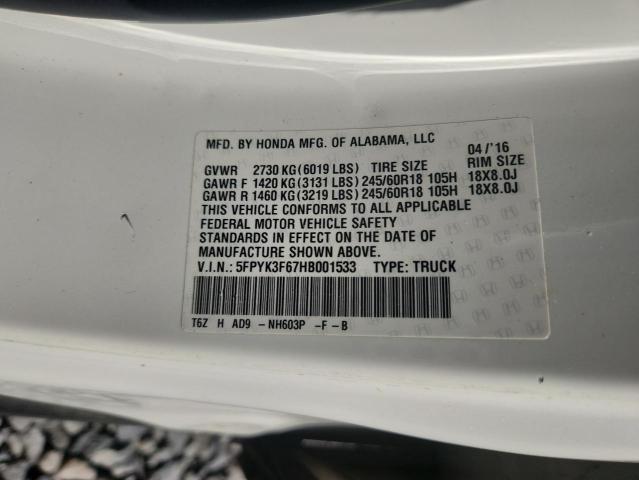 MFD. BY HONDA MFG. OF ALABAMA, LLC 04/'16
GVWR 2730 KG(6019 LBS) TIRE SIZE RIM SIZE
GAWR F 1420 KG(3131 LBS) 245/60R18 105H 18X8.0J
GAWR R 1460 KG(3219 LBS) 245/60R18 105H 18X8.0J
THIS VEHICLE CONFORMS TO ALL APPLICABLE
FEDERAL MOTOR VEHICLE SAFETY
STANDARDS IN EFFECT ON THE DATE OF
MANUFACTURE SHOWN ABOVE.
V.I.N.: 5FPYK3F67HB001533 TYPE: TRUCK
T6Z H AD9 -NH603P -F -B